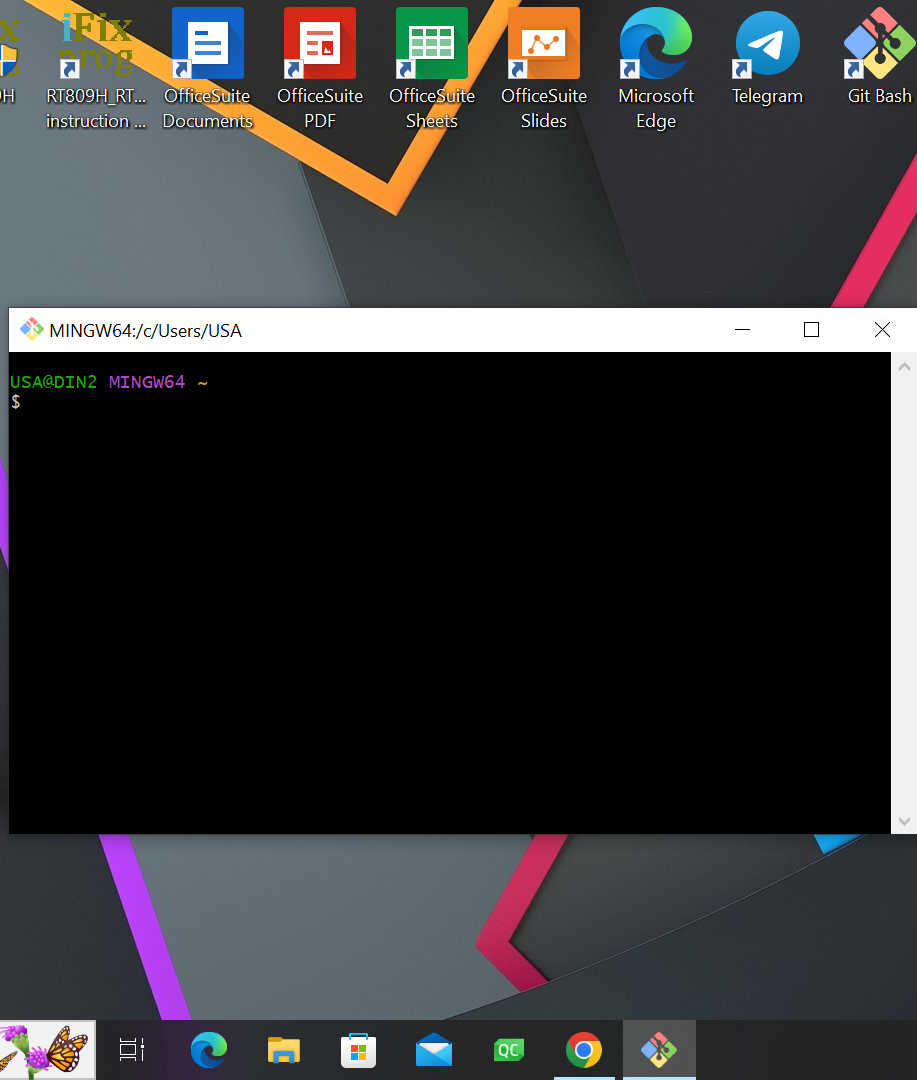 iFix
prog
9H
RT809H_RT...
instruction ...
OfficeSuite
Documents
OfficeSuite
PDF
OfficeSuite
Sheets
OfficeSuite
Slides
Microsoft
Edge
Telegram
Git Bash
MINGW64:/c/Users/USA
USA@DIN2 MINGW64 ~
$
QC